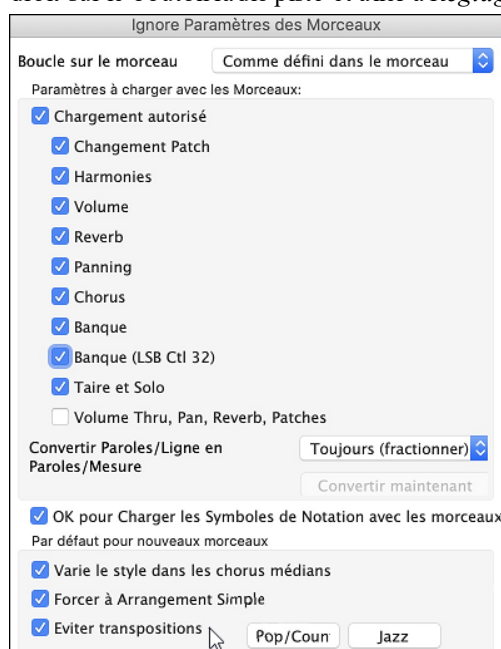 Ignore Paramètres des Morceaux
Boucle sur le morceau Comme défini dans le morceau
Paramètres à charger avec les Morceaux:
Chargement autorisé
Changement Patch
Harmonies
Volume
Reverb
Panning
Chorus
Banque
Banque (LSB Ctl 32)
Taire et Solo
Volume Thru, Pan, Reverb, Patches
Convertir Paroles/Ligne en Toujours (fractionner)
Paroles/Mesure
Convertir maintenant
OK pour Charger les Symboles de Notation avec les morceaux
Par défaut pour nouveaux morceaux
Varie le style dans les chorus médians
Forcer à Arrangement Simple
Eviter transpositions Pop/Coun Jazz